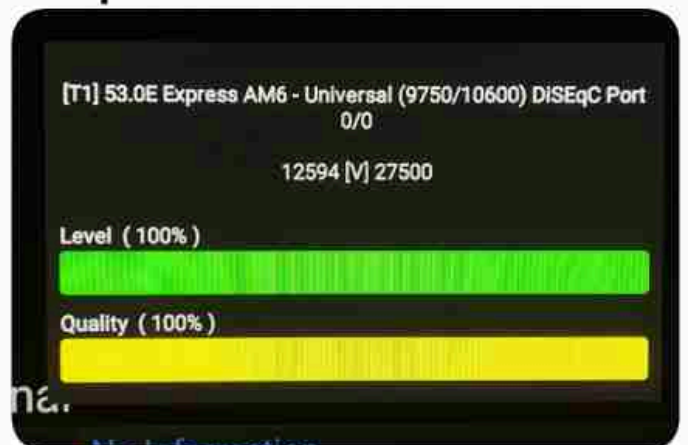 [T1] 53.0E Express AM6 - Universal (9750/10600) DiSEqC Port
0/0
12594 [V] 27500
Level ( 100% )
Quality ( 100% )